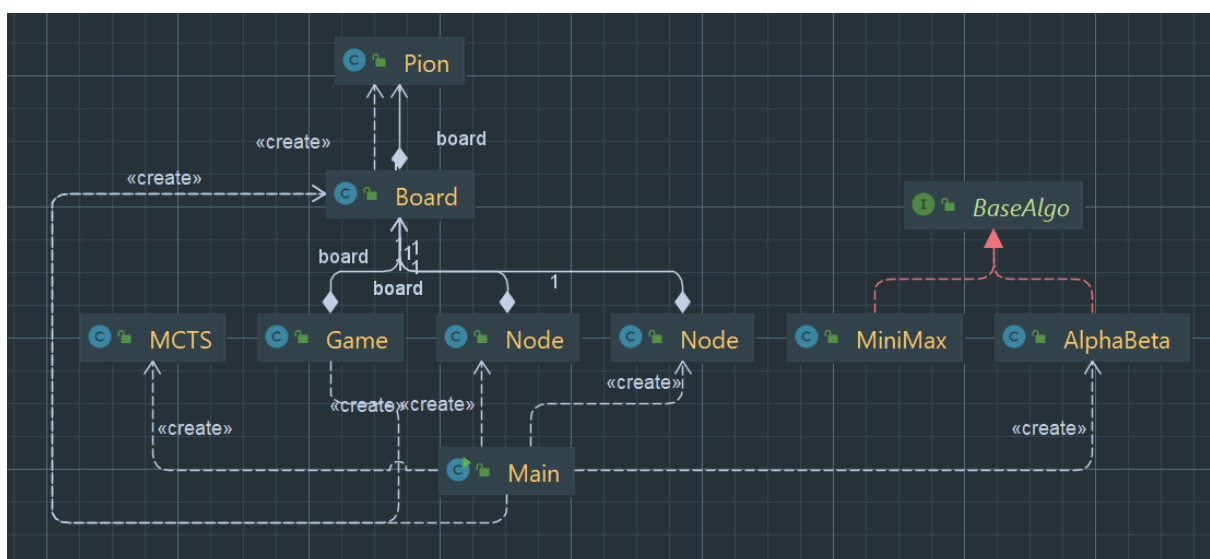 Pion
«create»
board
«create»
Board
BaseAlgo
board
1
1
1
1
board
1
MCTS
Game
Node
Node
MiniMax
AlphaBeta
«create»
«create»
«create»
«create»
«create»
Main